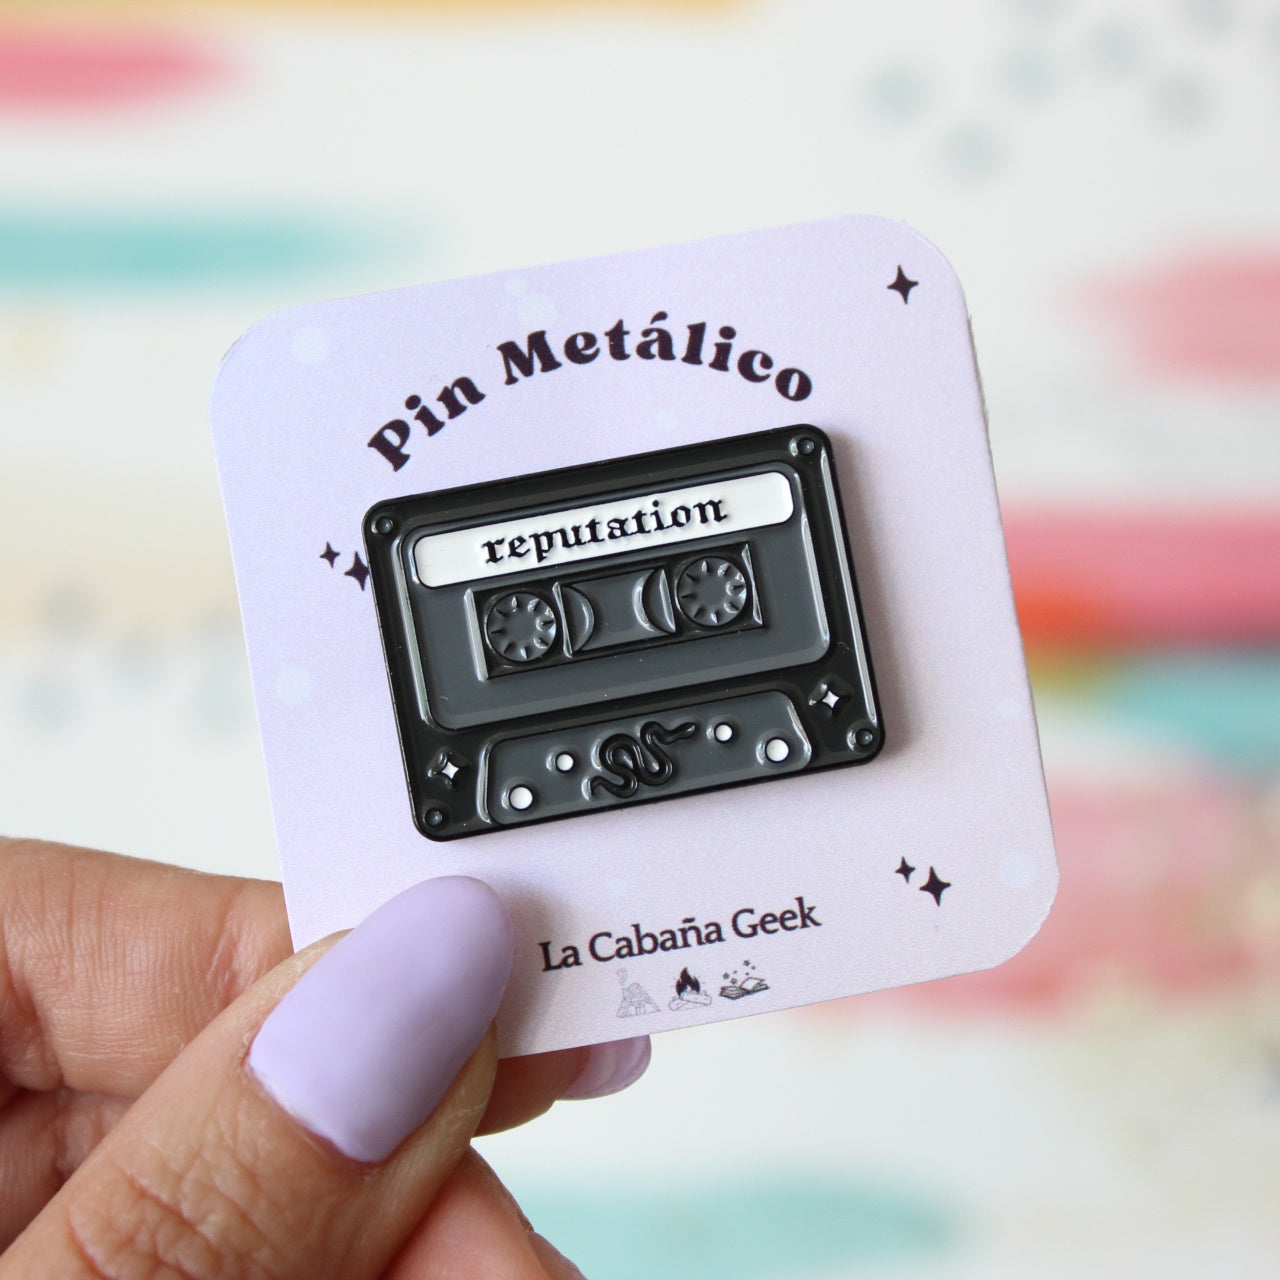 Pin Metálico
reputation
La Cabaña Geek